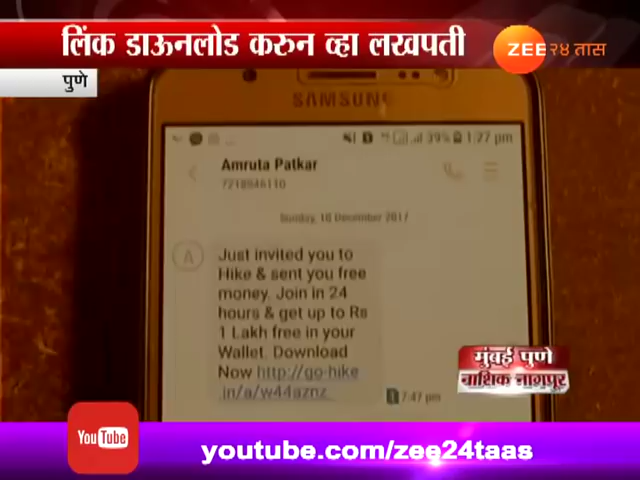 लिंक डाऊनलोड करुन व्हा लखपती
ZEE २४ तास
पुणे
SAMSUNG
39% 1:27 pm
Amruta Patkar
7218946110
Sunday, 10 December 2017
A
Just invited you to
Hike & sent you free
money. Join in 24
hours & get up to Rs
1 Lakh free in your
Wallet. Download
Now http://go-hike
in/a/w44aznz
1 7:47 pm
मुंबई पुणे
नाशिक नागपूर
YouTube
youtube.com/zee24taas